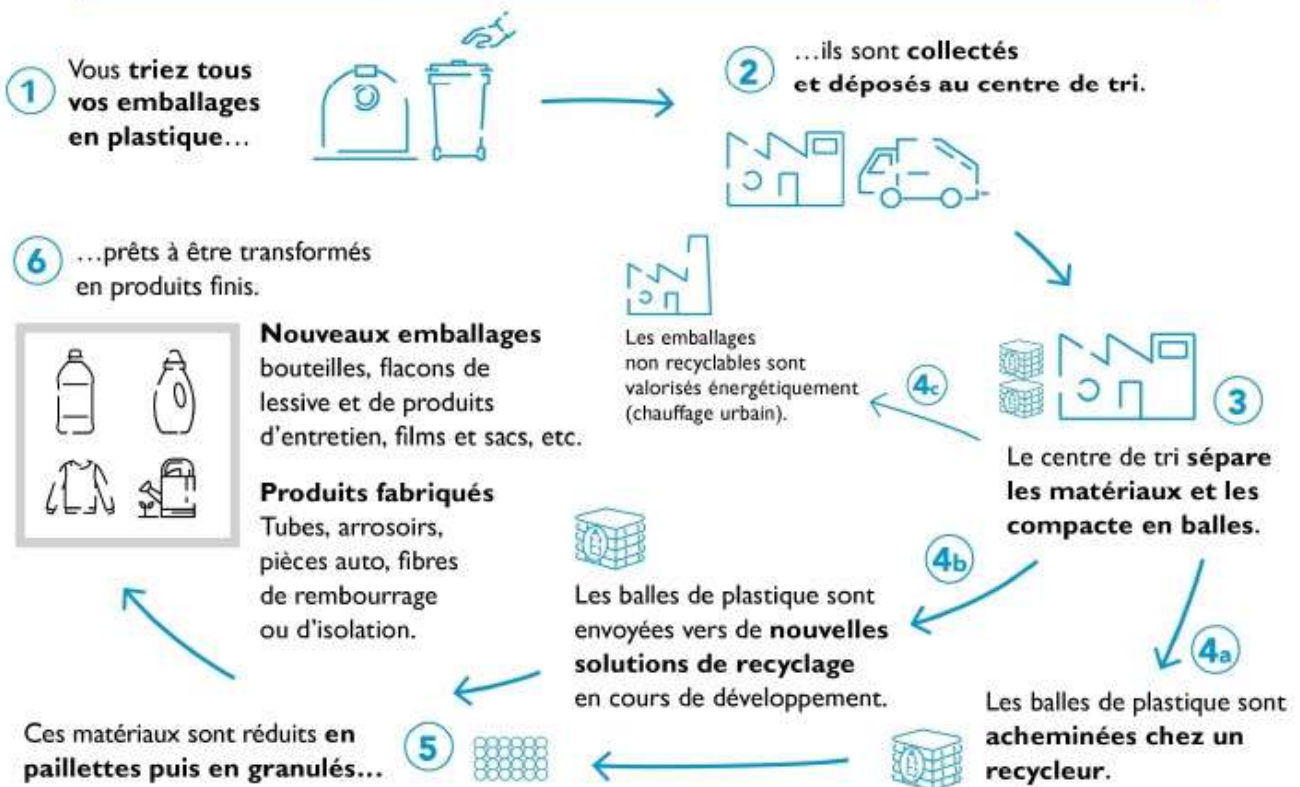 1
Vous triez tous
vos emballages
en plastique…
2
…ils sont collectés
et déposés au centre de tri.
3
Le centre de tri sépare
les matériaux et les
compacte en balles.
4c
Les emballages
non recyclables sont
valorisés énergétiquement
(chauffage urbain).
4b
Les balles de plastique sont
envoyées vers de nouvelles
solutions de recyclage
en cours de développement.
4a
Les balles de plastique sont
acheminées chez un
recycleur.
5
Ces matériaux sont réduits en
paillettes puis en granulés…
6
…prêts à être transformés
en produits finis.
Nouveaux emballages
bouteilles, flacons de
lessive et de produits
d'entretien, films et sacs, etc.
Produits fabriqués
Tubes, arrosoirs,
pièces auto, fibres
de rembourrage
ou d'isolation.